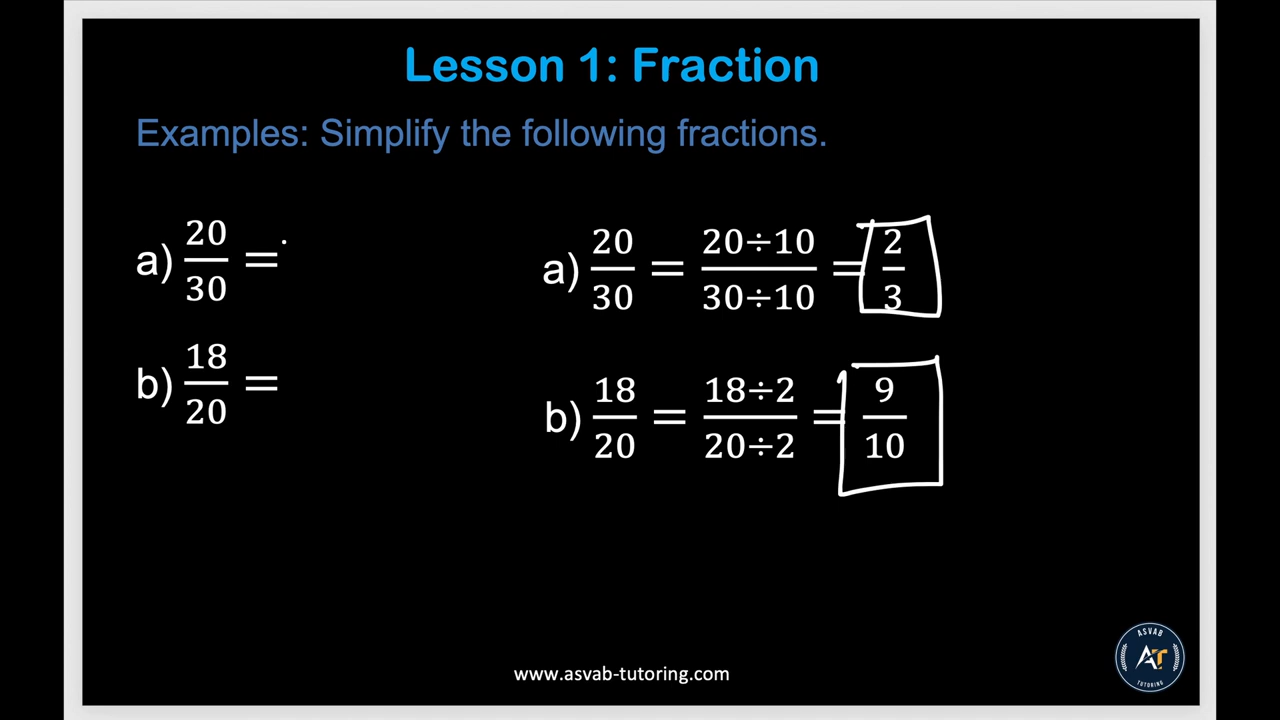 Lesson 1: Fraction
Examples: Simplify the following fractions.
a) 20/30 =
b) 18/20 =
a) 20/30 = 20÷10/30÷10 = 2/3
b) 18/20 = 18÷2/20÷2 = 9/10
www.asvab-tutoring.com
ASVAB
AT
TUTORING